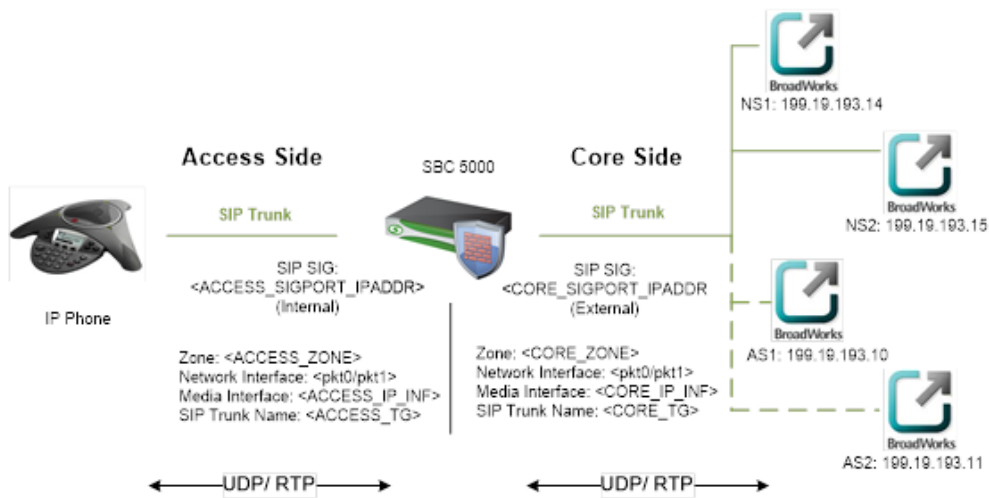 BroadWorks
NS1: 199.19.193.14
Access Side
SBC 5000
Core Side
BroadWorks
NS2: 199.19.193.15
SIP Trunk
SIP Trunk
IP Phone
SIP SIG:
<ACCESS_SIGPORT_IPADDR>
(Internal)
SIP SIG:
<CORE_SIGPORT_IPADDR
(External)
BroadWorks
AS1: 199.19.193.10
Zone: <ACCESS_ZONE>
Network Interface: <pkt0/pkt1>
Media Interface: <ACCESS_IP_INF>
SIP Trunk Name: <ACCESS_TG>
Zone: <CORE_ZONE>
Network Interface: <pkt0/pkt1>
Media Interface: <CORE_IP_INF>
SIP Trunk Name: <CORE_TG>
BroadWorks
AS2: 199.19.193.11
UDP/ RTP
UDP/ RTP